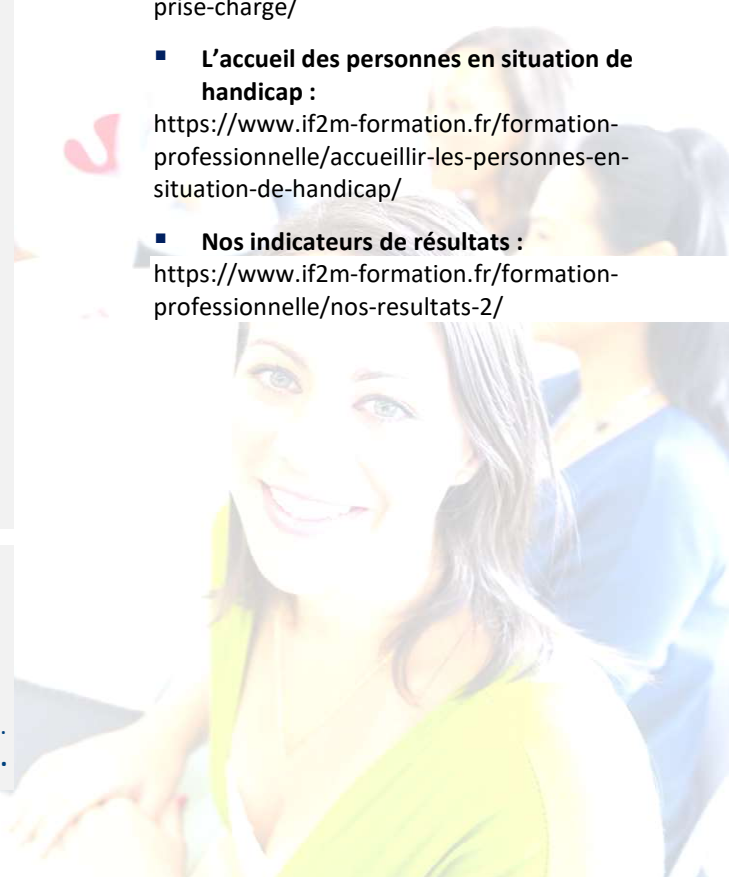 prise-charge/
▪ L’accueil des personnes en situation de
handicap :
https://www.if2m-formation.fr/formation-
professionnelle/accueillir-les-personnes-en-
situation-de-handicap/
▪ Nos indicateurs de résultats :
https://www.if2m-formation.fr/formation-
professionnelle/nos-resultats-2/